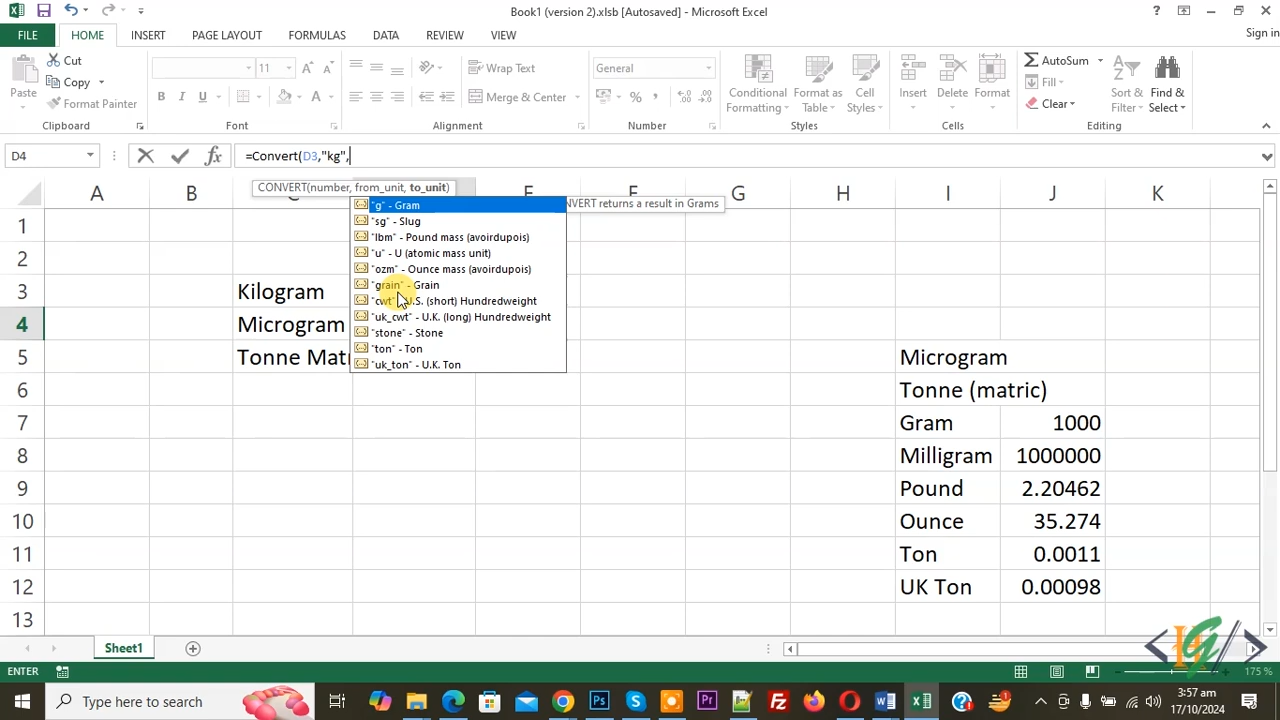 Book1 (version 2).xlsb [Autosaved] - Microsoft Excel
?
FILE HOME INSERT PAGE LAYOUT FORMULAS DATA REVIEW VIEW
Sign in
Paste
Cut
Copy
Format Painter
Clipboard
11
B I U
Font
Wrap Text
Merge & Center
Alignment
General
%
Number
Conditional Formatting
Format as Table
Cell Styles
Styles
Insert
Delete
Format
Cells
AutoSum
Fill
Clear
Sort & Filter
Find & Select
Editing
D4
fx
=Convert(D3,"kg",
CONVERT(number, from_unit, to_unit)
NVERT returns a result in Grams
A B E F G H I J K
"g" - Gram
"sg" - Slug
"lbm" - Pound mass (avoirdupois)
"u" - U (atomic mass unit)
"ozm" - Ounce mass (avoirdupois)
"grain" - Grain
"cwt" - U.S. (short) Hundredweight
"uk_cwt" - U.K. (long) Hundredweight
"stone" - Stone
"ton" - Ton
"uk_ton" - U.K. Ton
1
2
3 Kilogram
4 Microgram
5 Tonne Matr Microgram
6 Tonne (matric)
7 Gram 1000
8 Milligram 1000000
9 Pound 2.20462
10 Ounce 35.274
11 Ton 0.0011
12 UK Ton 0.00098
13
Sheet1
ENTER
175 %
Type here to search
3:57 am
17/10/2024